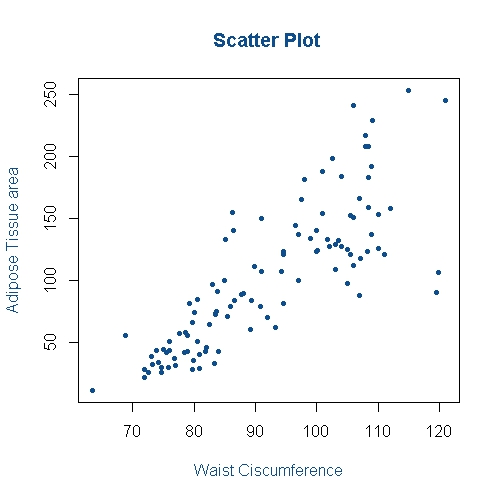 Scatter Plot
250
200
150
100
50
Adipose Tissue area
70 80 90 100 110 120
Waist Ciscumference